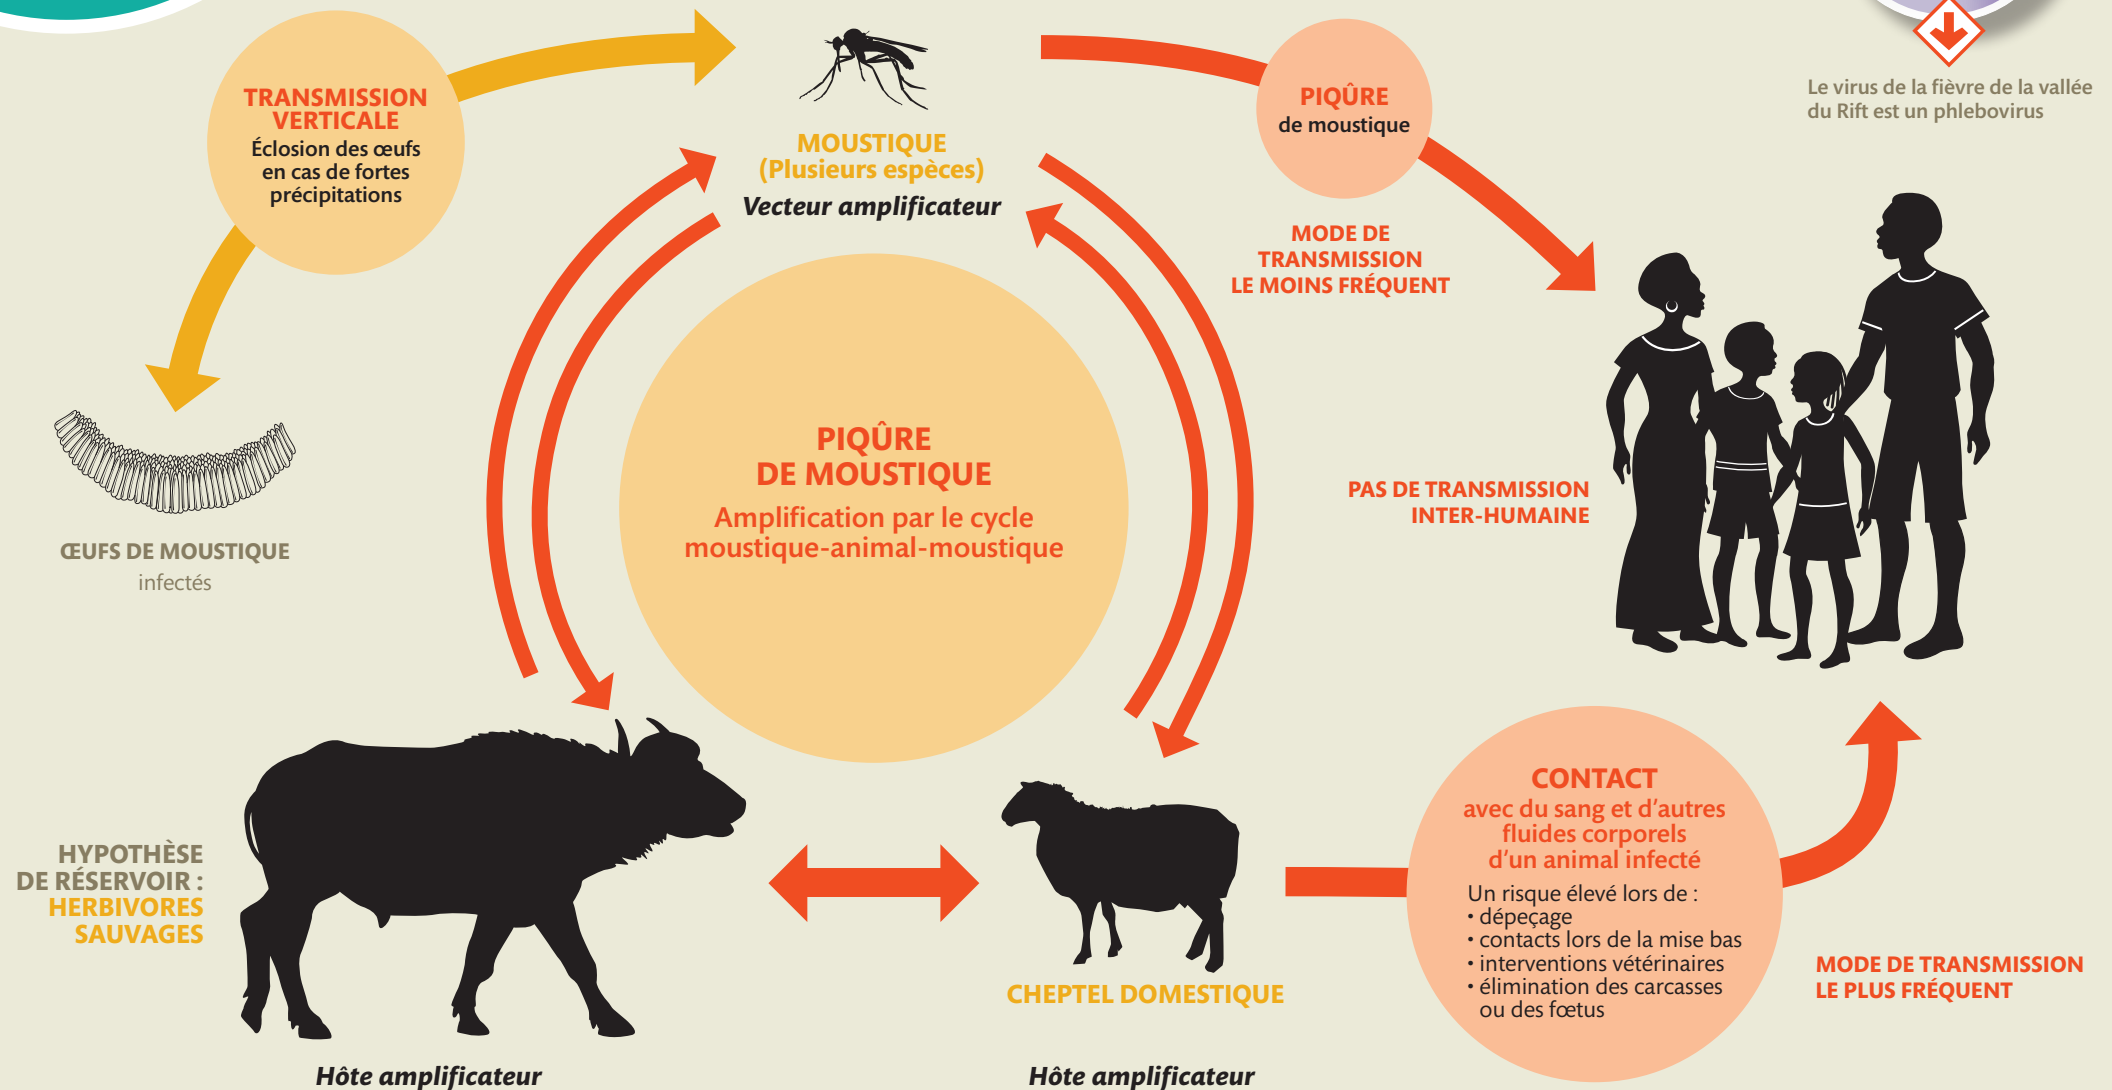 TRANSMISSION
VERTICALE
Éclosion des œufs
en cas de fortes
précipitations
MOUSTIQUE
(Plusieurs espèces)
Vecteur amplificateur
PIQÛRE
de moustique
MODE DE
TRANSMISSION
LE MOINS FRÉQUENT
Le virus de la fièvre de la vallée
du Rift est un phlebovirus
ŒUFS DE MOUSTIQUE
infectés
PIQÛRE
DE MOUSTIQUE
Amplification par le cycle
moustique-animal-moustique
PAS DE TRANSMISSION
INTER-HUMAINE
HYPOTHÈSE
DE RÉSERVOIR :
HERBIVORES
SAUVAGES
Hôte amplificateur
CHEPTEL DOMESTIQUE
Hôte amplificateur
CONTACT
avec du sang et d'autres
fluides corporels
d'un animal infecté
Un risque élevé lors de :
• dépeçage
• contacts lors de la mise bas
• interventions vétérinaires
• élimination des carcasses
ou des fœtus
MODE DE TRANSMISSION
LE PLUS FRÉQUENT